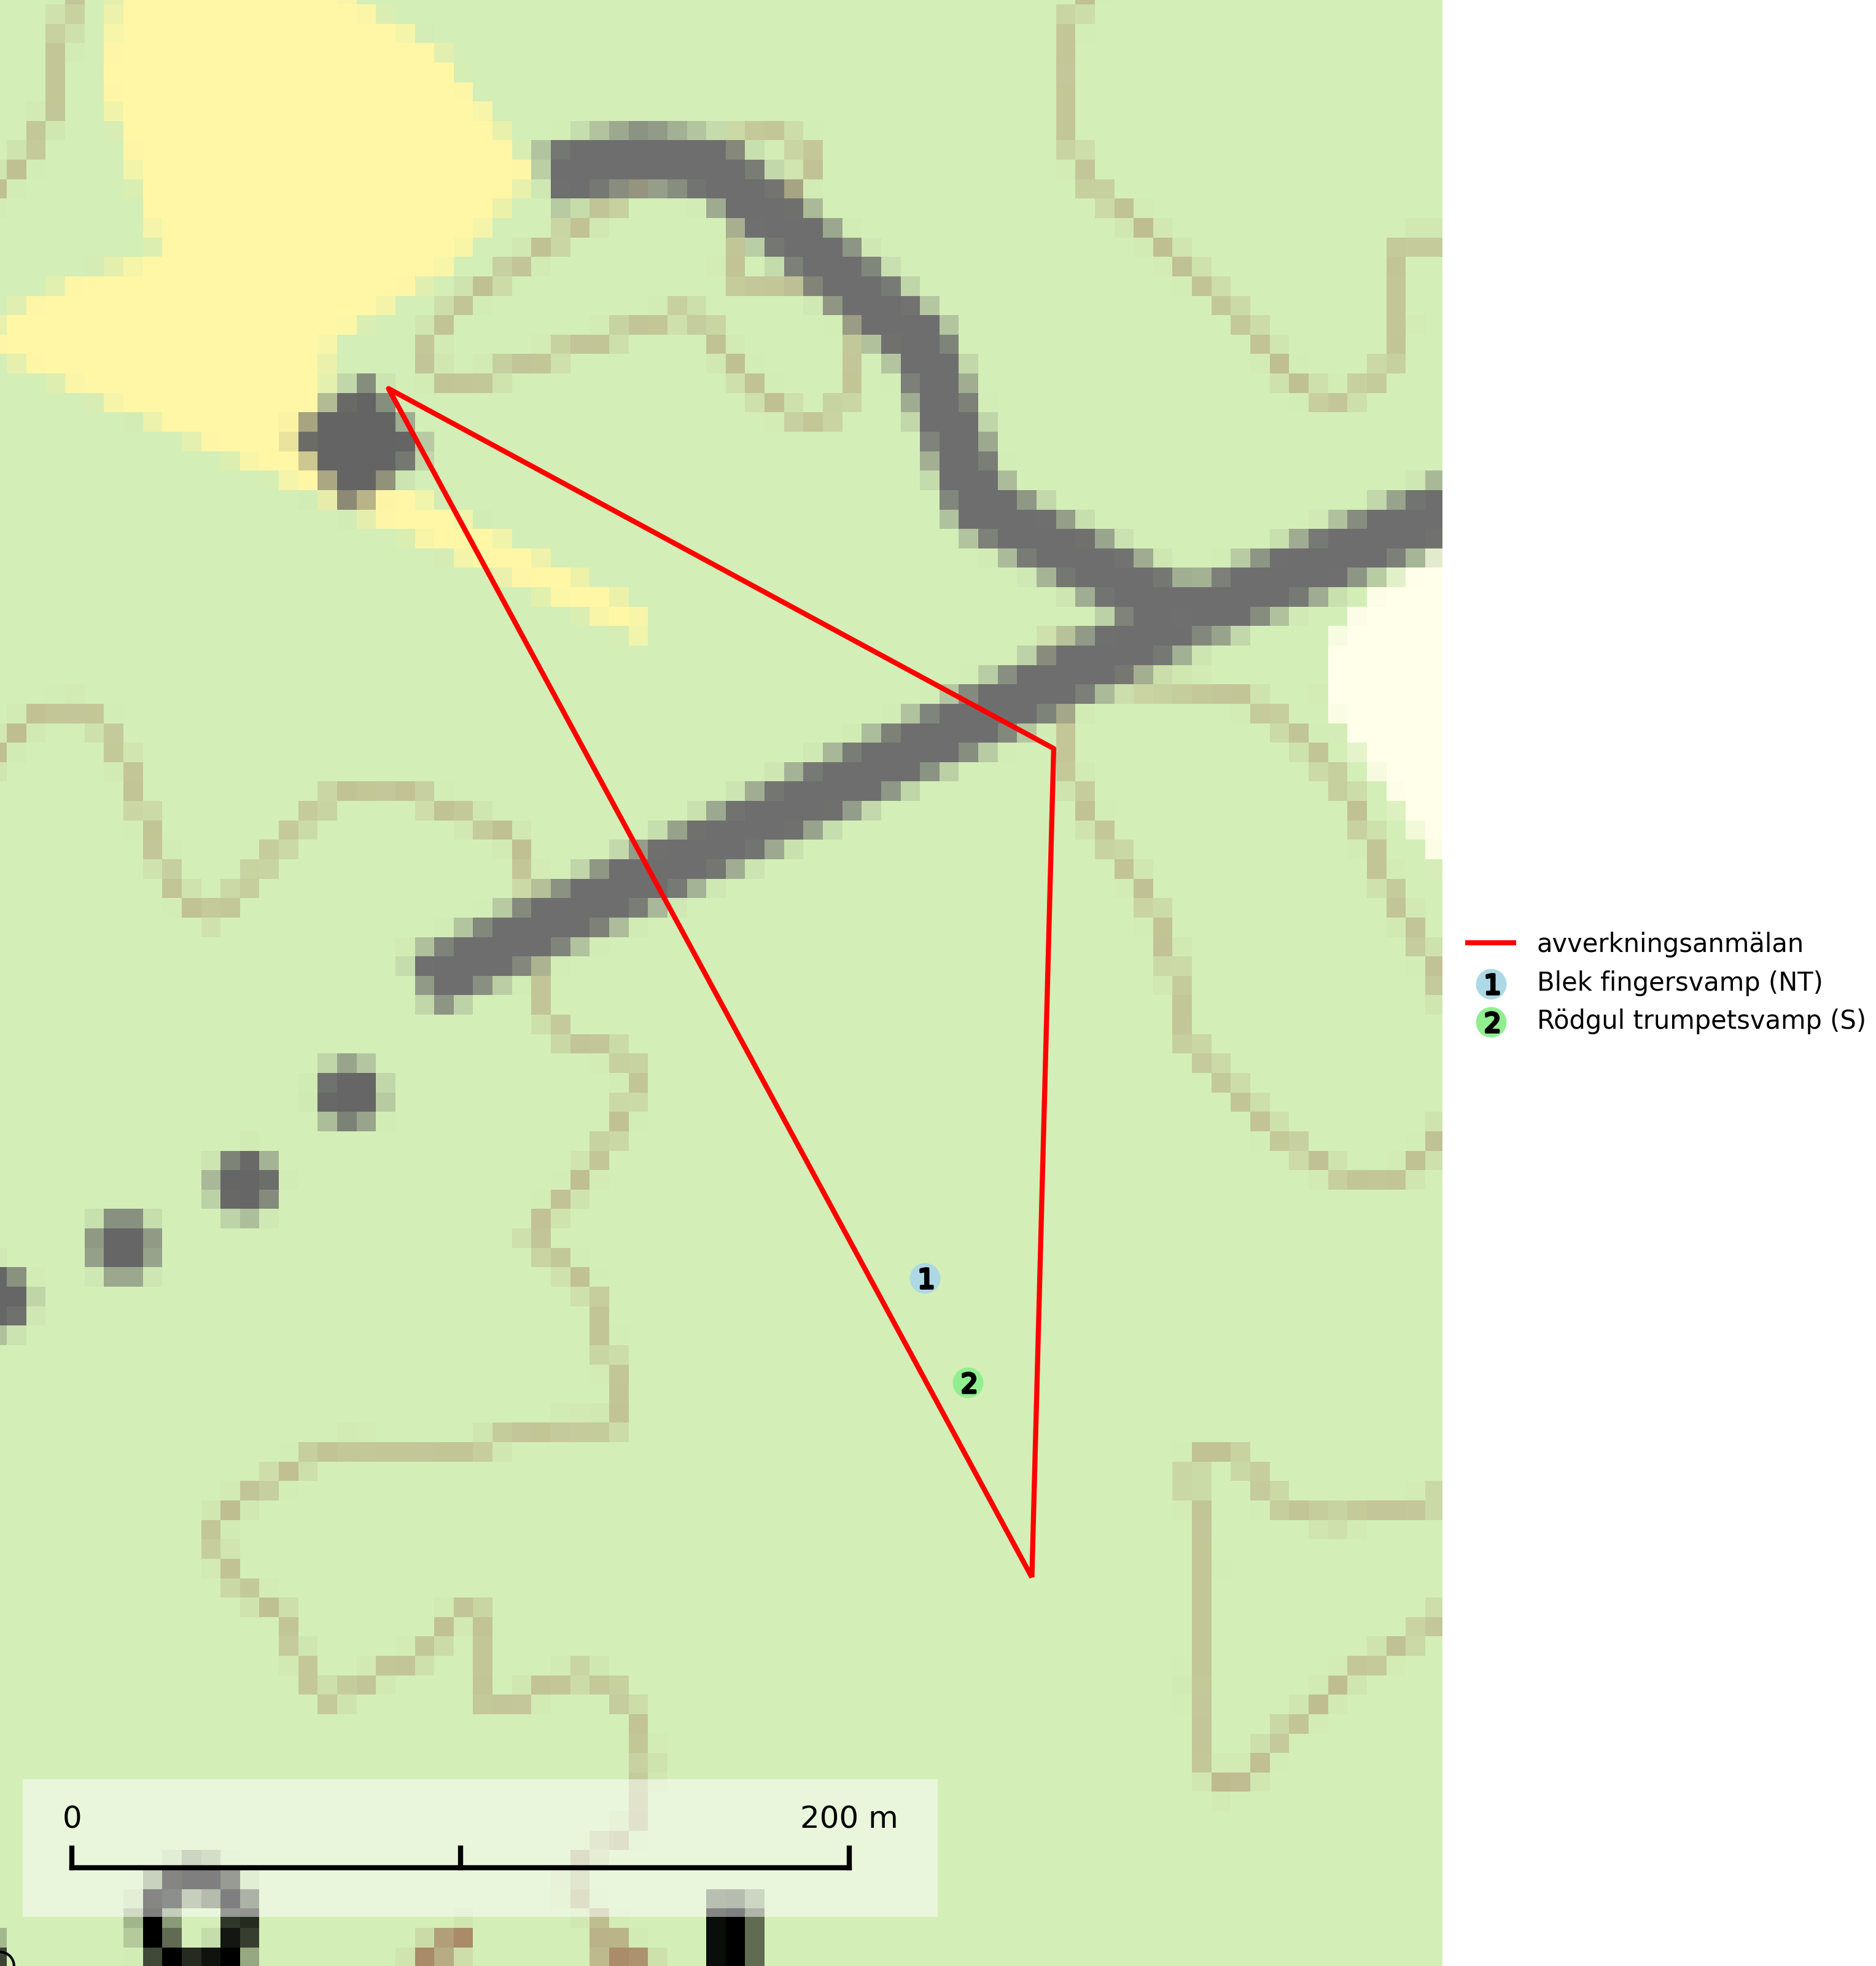 avverkningsanmälan
1 Blek fingersvamp (NT)
2 Rödgul trumpetsvamp (S)
1
2
0 200 m